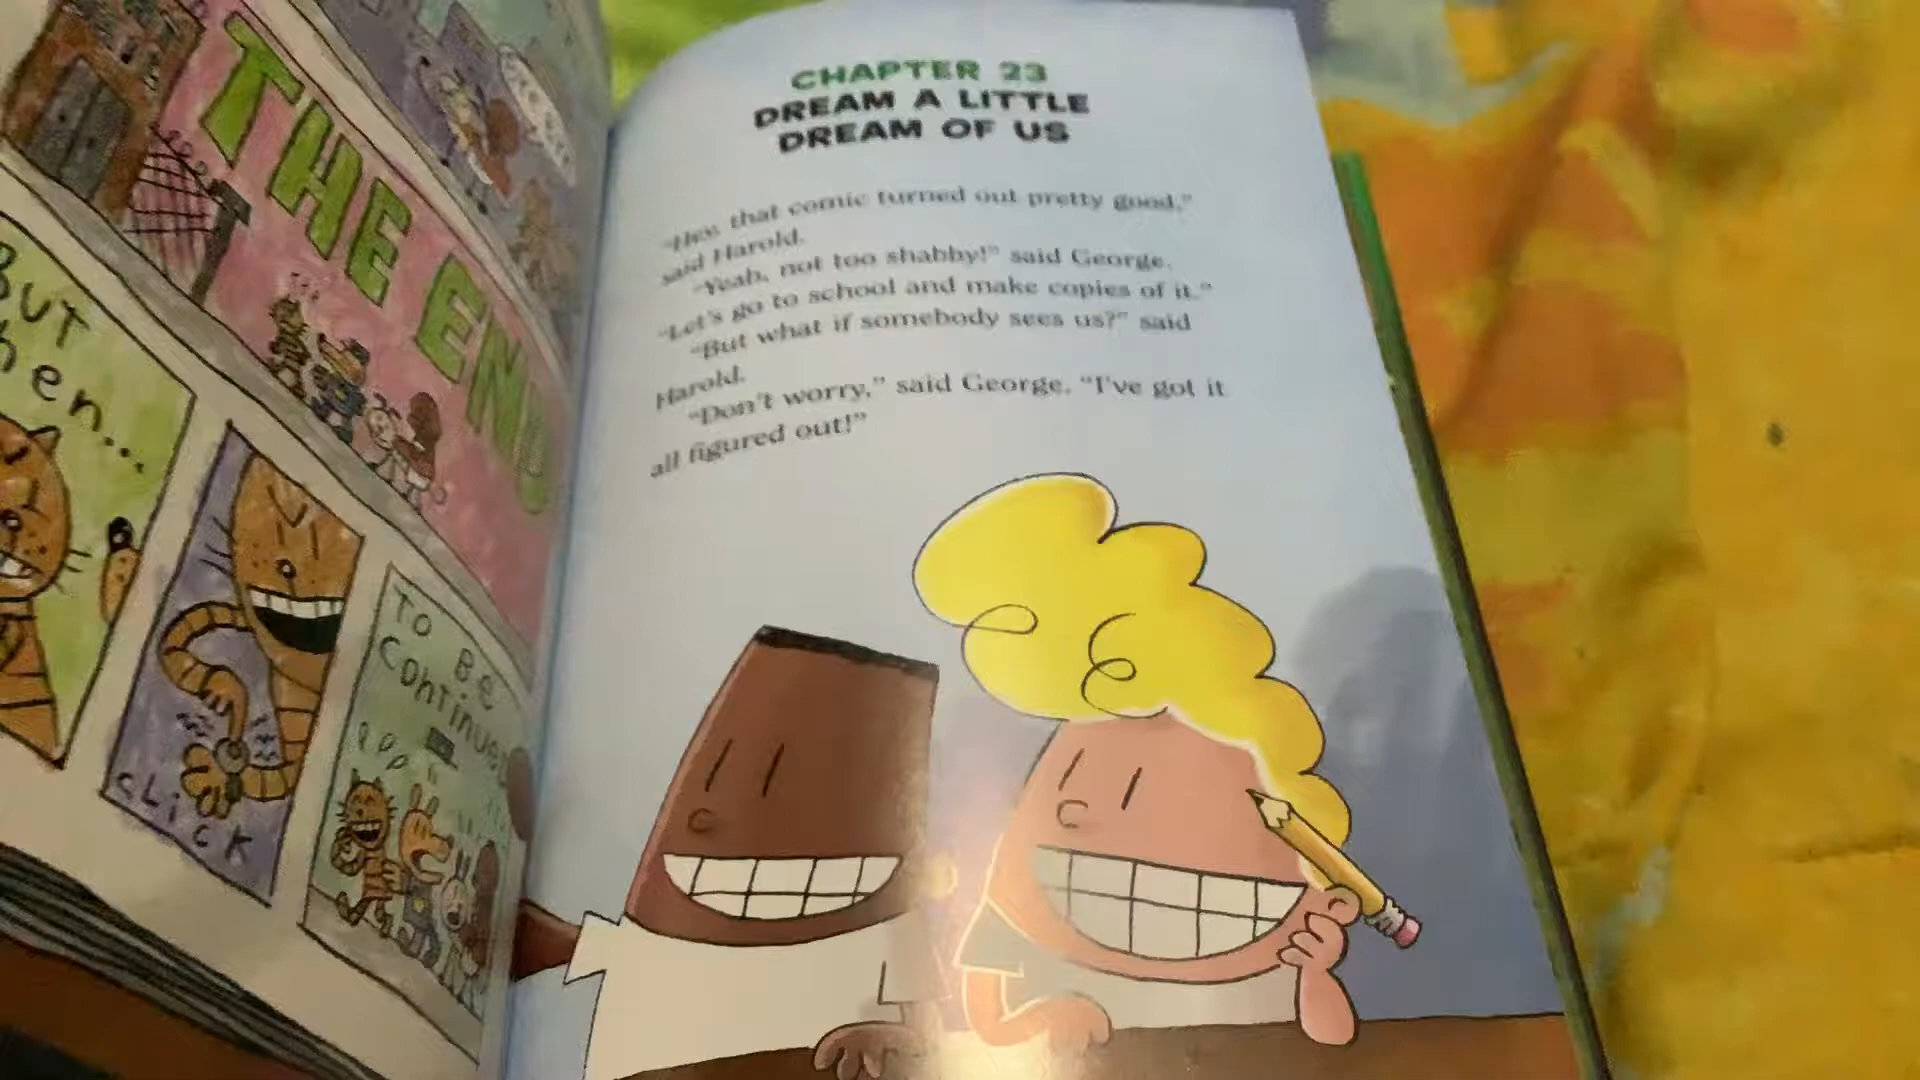 THE END
BUT
then...
CLICK
TO BE
CONTINUED
CHAPTER 23
DREAM A LITTLE
DREAM OF US
"Hey, that comic turned out pretty good,"
said Harold.
"Yeah, not too shabby!" said George.
"Let's go to school and make copies of it."
"But what if somebody sees us?" said
Harold.
"Don't worry," said George. "I've got it
all figured out!"